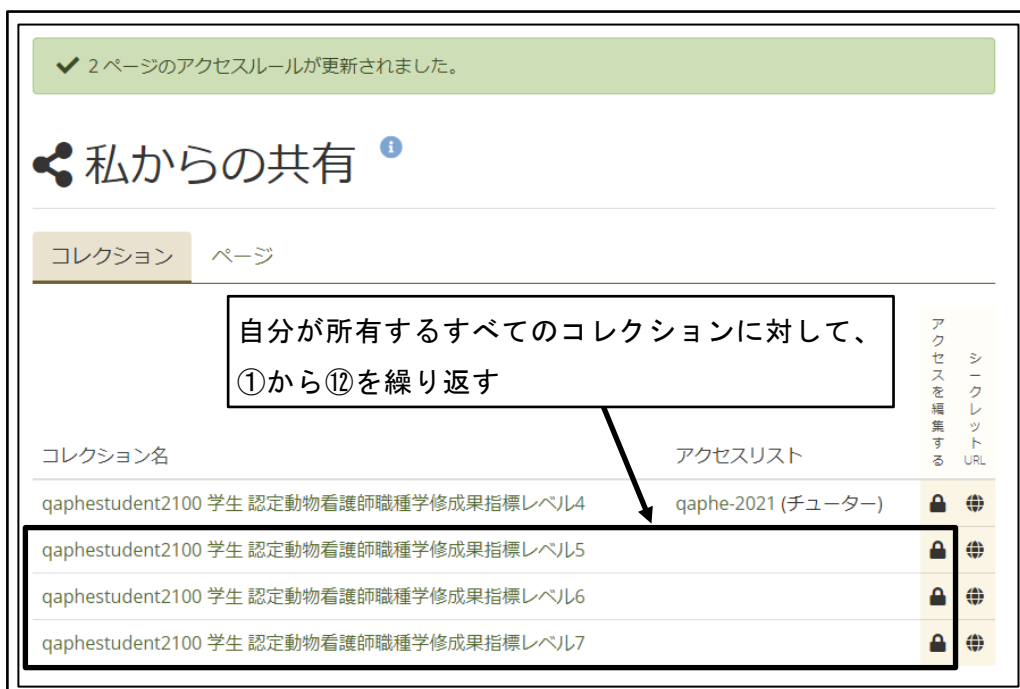 2 ページのアクセスルールが更新されました。
私からの共有
コレクション ページ
自分が所有するすべてのコレクションに対して、
①から⑫を繰り返す
コレクション名 アクセスリスト アクセスを編集する シークレットURL
qaphestudent2100 学生 認定動物看護師職種学修成果指標レベル4 qaphe-2021 (チューター)
qaphestudent2100 学生 認定動物看護師職種学修成果指標レベル5
qaphestudent2100 学生 認定動物看護師職種学修成果指標レベル6
qaphestudent2100 学生 認定動物看護師職種学修成果指標レベル7